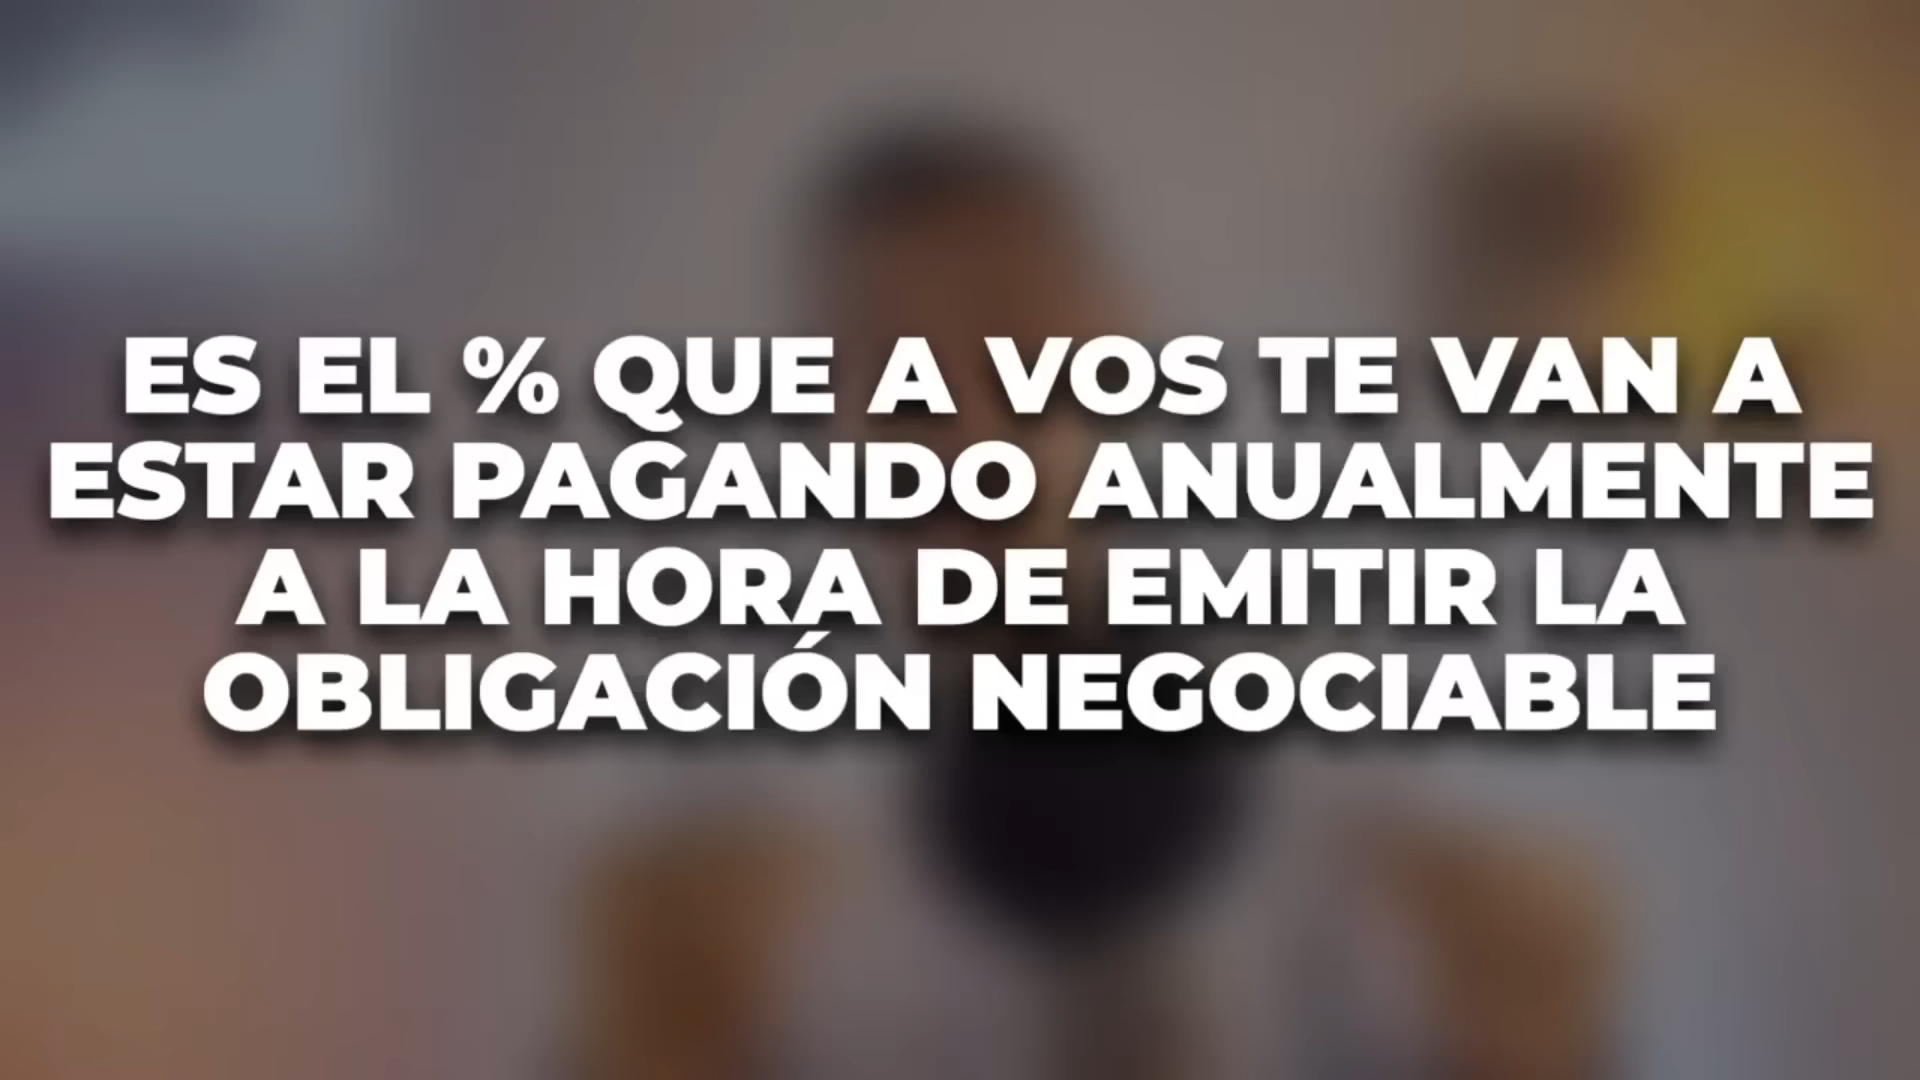 ES EL % QUE A VOS TE VAN A
ESTAR PAGANDO ANUALMENTE
A LA HORA DE EMITIR LA
OBLIGACIÓN NEGOCIABLE